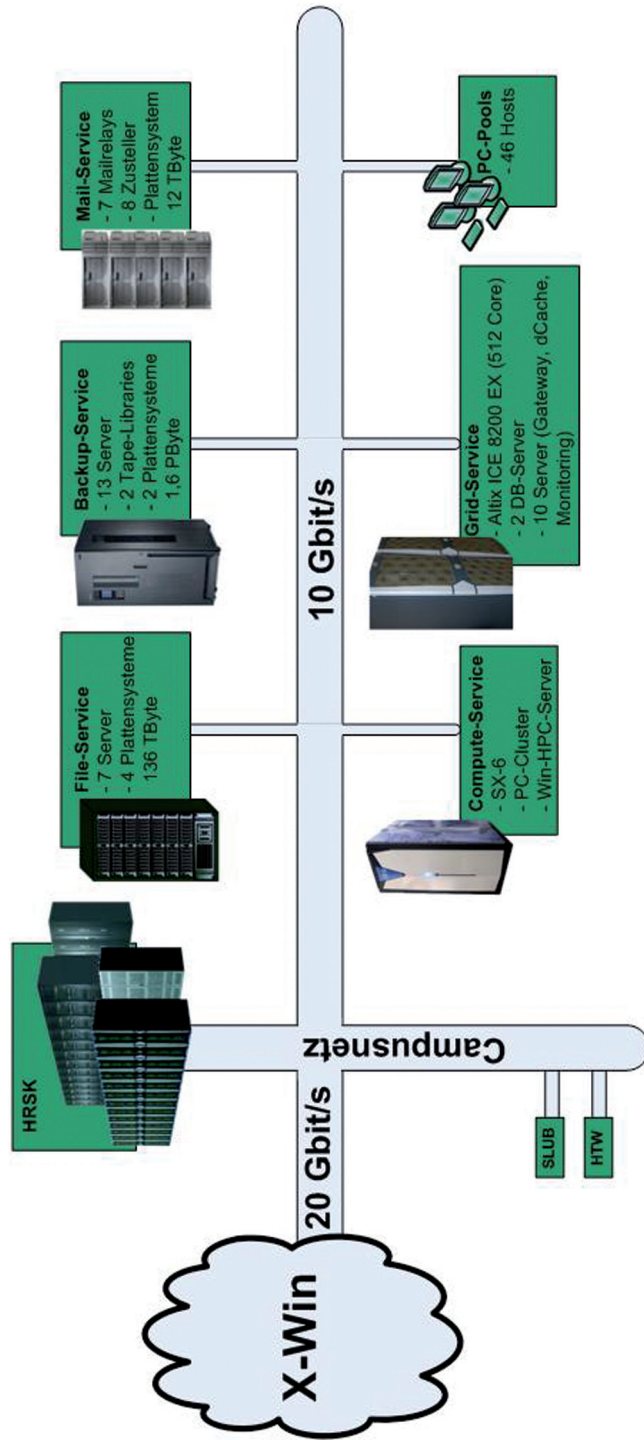 X-Win
20 Gbit/s
HRSK
Campusnetz
SLUB
HTW
10 Gbit/s
File-Service
- 7 Server
- 4 Plattensysteme
136 TByte
Backup-Service
- 13 Server
- 2 Tape-Libraries
- 2 Plattensysteme
1,6 PByte
Mail-Service
- 7 Mailrelays
- 8 Zusteller
- Plattensystem
12 TByte
Compute-Service
- SX-6
- PC-Cluster
- Win-HPC-Server
Grid-Service
- Altix ICE 8200 EX (512 Core)
- 2 DB-Server
- 10 Server (Gateway, dCache,
Monitoring)
PC-Pools
- 46 Hosts